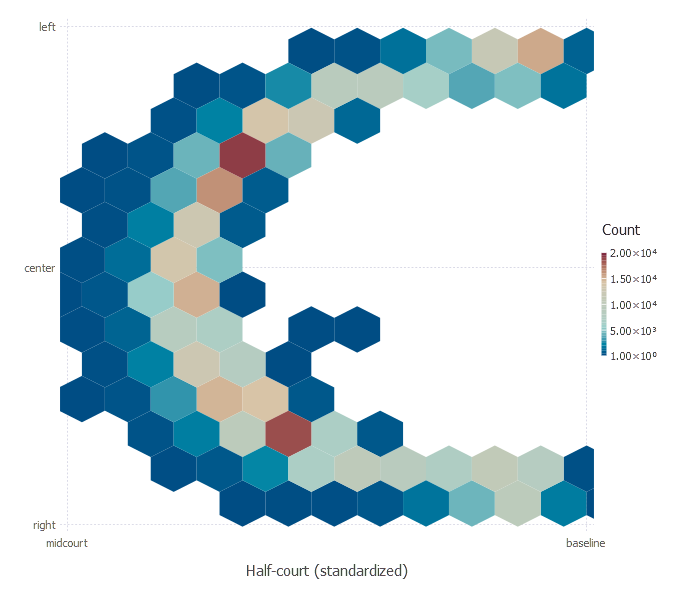 left
center
right
midcourt
baseline
Half-court (standardized)
Count
2.00×10⁴
1.50×10⁴
1.00×10⁴
5.00×10³
1.00×10⁰